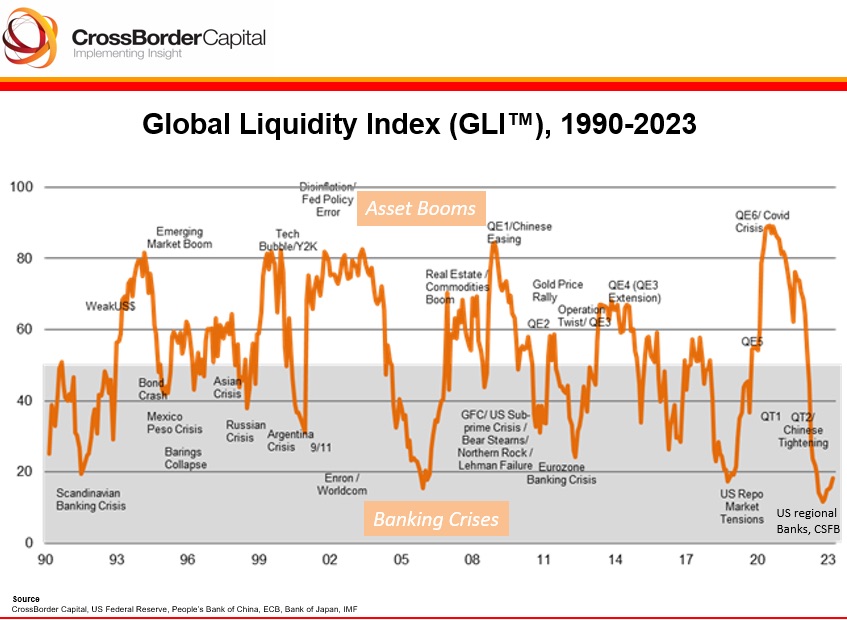 CrossBorderCapital
Implementing Insight
Global Liquidity Index (GLI™), 1990-2023
100
80
60
40
20
0
Disinflation/
Fed Policy
Error
Asset Booms
Emerging
Market Boom
Tech
Bubble/Y2K
QE1/Chinese
Easing
QE6/ Covid
Crisis
WeakUS$
Real Estate /
Commodities
Boom
Gold Price
Rally
QE4 (QE3
Extension)
Operation
Twist/ QE3
QE2
QE5
Bond
Crash
Asian
Crisis
Mexico
Peso Crisis
Russian
Crisis
Argentina
Crisis
9/11
GFC/ US Sub-
prime Crisis /
Bear Stearns/
Northern Rock /
Lehman Failure
QT1
QT2/
Chinese
Tightening
Barings
Collapse
Eurozone
Banking Crisis
Enron /
Worldcom
Scandinavian
Banking Crisis
Banking Crises
US Repo
Market
Tensions
US regional
Banks, CSFB
90 93 96 99 02 05 08 11 14 17 20 23
Source
CrossBorder Capital, US Federal Reserve, People's Bank of China, ECB, Bank of Japan, IMF